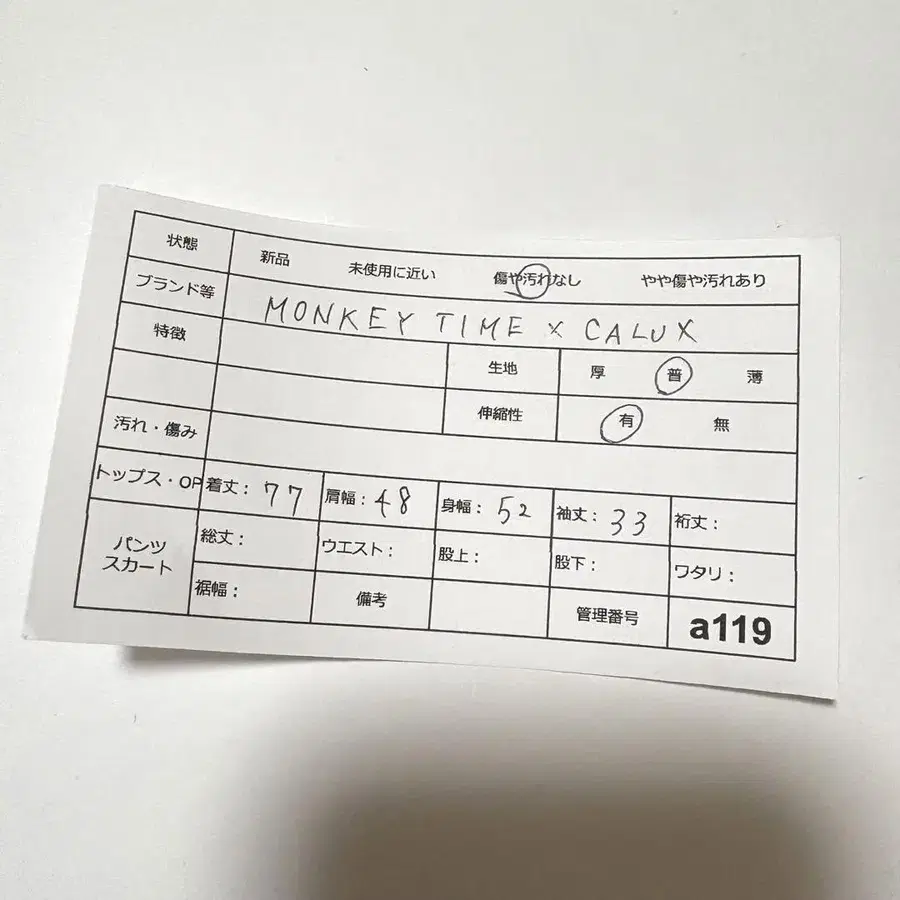 状態 新品 未使用に近い 傷や汚れなし やや傷や汚れあり
ブランド等 MONKEY TIME × CALUX
特徴 生地 厚 普 薄
伸縮性 有 無
汚れ・傷み
トップス・OP 着丈: 77 肩幅: 48 身幅: 52 袖丈: 33 裄丈:
パンツ スカート 総丈: ウエスト: 股上: 股下: ワタリ:
裾幅: 備考 管理番号 a119